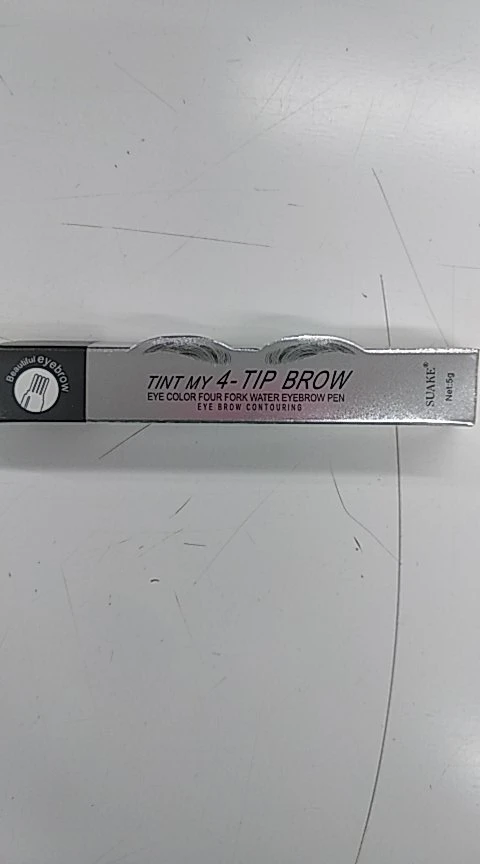 Beautiful eyebrow
TINT MY 4-TIP BROW
EYE COLOR FOUR FORK WATER EYEBROW PEN
EYE BROW CONTOURING
SUAKE®
Net:5g